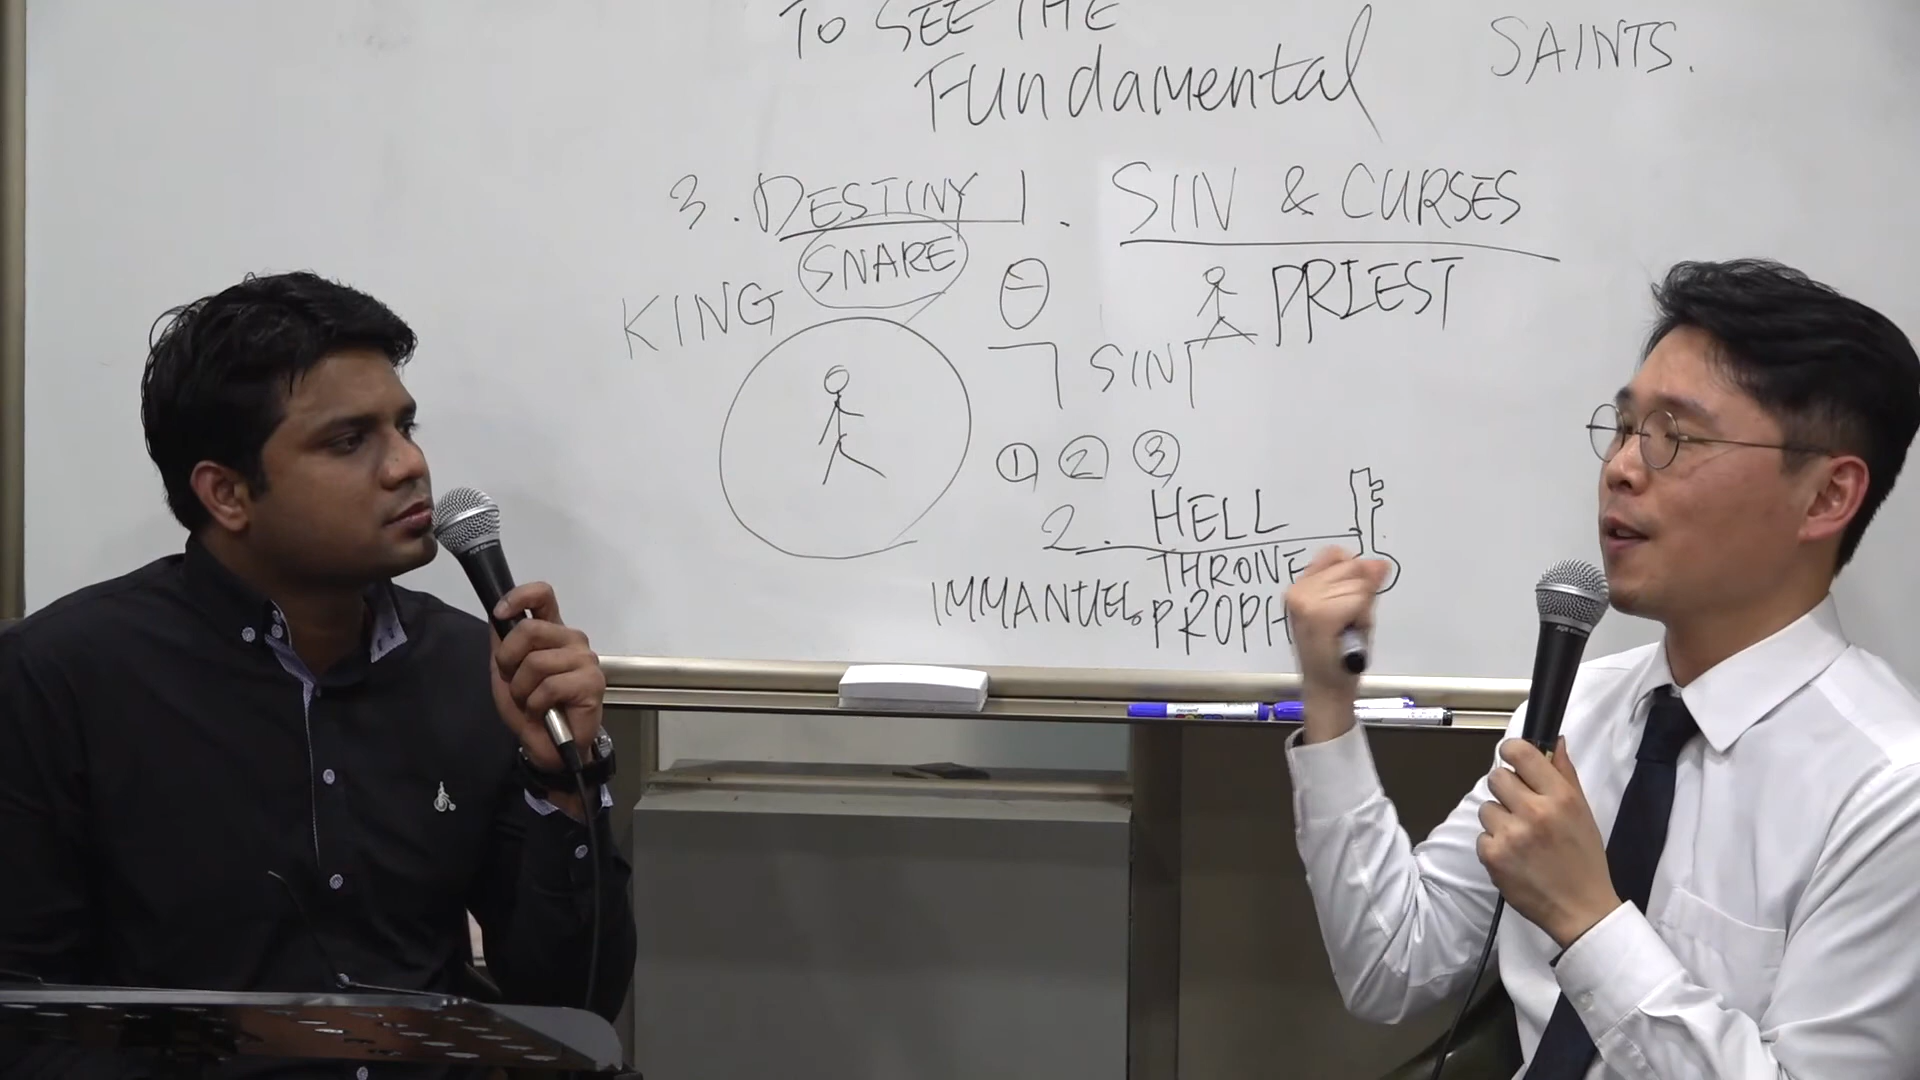 TO SEE THE
Fundamental
SAINTS.
3. DESTINY
SNARE
KING
1. SIN & CURSES
PRIEST
SIN
① ② ③
2. HELL
THRONE
IMMANUEL
PROPH